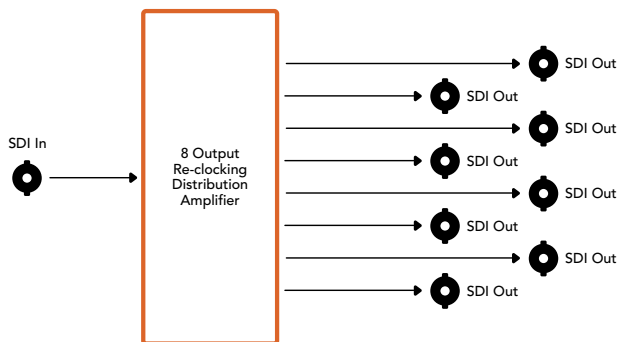 SDI In
8 Output
Re-clocking
Distribution
Amplifier
SDI Out
SDI Out
SDI Out
SDI Out
SDI Out
SDI Out
SDI Out
SDI Out